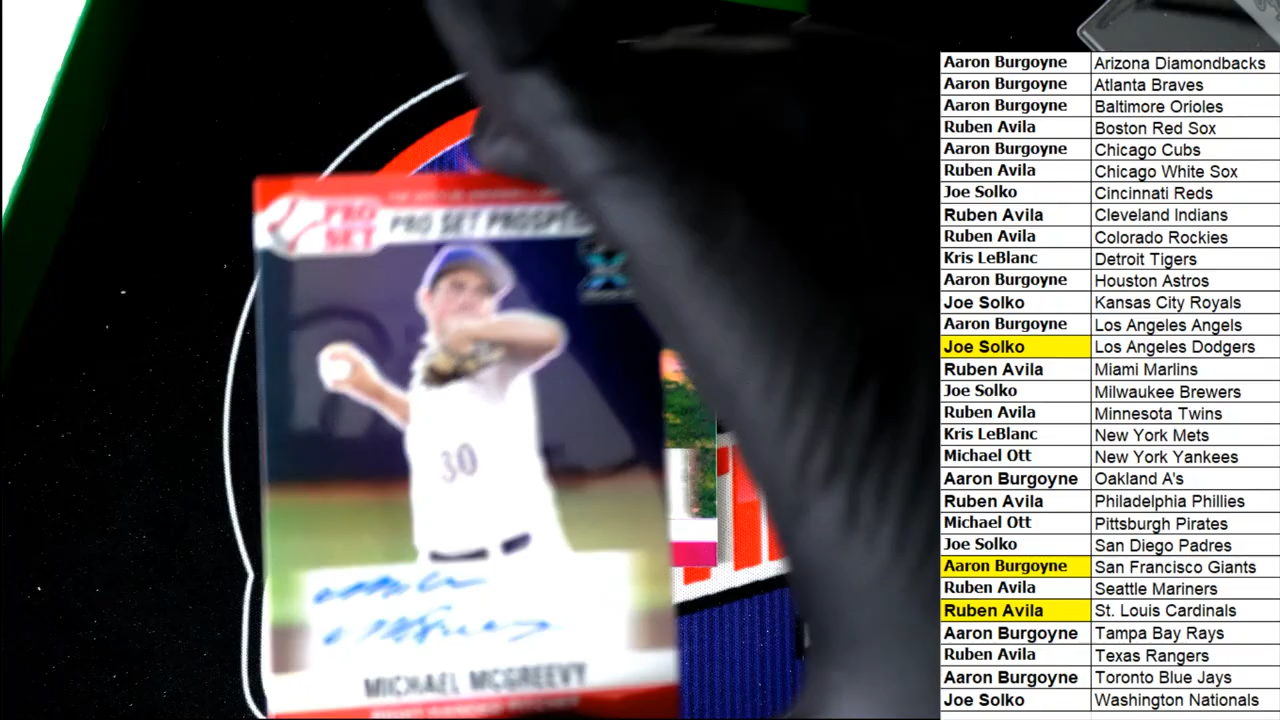 PRO SET
PRO SET PROSPE
30
MICHAEL MCGREEVY
Aaron Burgoyne Arizona Diamondbacks
Aaron Burgoyne Atlanta Braves
Aaron Burgoyne Baltimore Orioles
Ruben Avila Boston Red Sox
Aaron Burgoyne Chicago Cubs
Ruben Avila Chicago White Sox
Joe Solko Cincinnati Reds
Ruben Avila Cleveland Indians
Ruben Avila Colorado Rockies
Kris LeBlanc Detroit Tigers
Aaron Burgoyne Houston Astros
Joe Solko Kansas City Royals
Aaron Burgoyne Los Angeles Angels
Joe Solko Los Angeles Dodgers
Ruben Avila Miami Marlins
Joe Solko Milwaukee Brewers
Ruben Avila Minnesota Twins
Kris LeBlanc New York Mets
Michael Ott New York Yankees
Aaron Burgoyne Oakland A's
Ruben Avila Philadelphia Phillies
Michael Ott Pittsburgh Pirates
Joe Solko San Diego Padres
Aaron Burgoyne San Francisco Giants
Ruben Avila Seattle Mariners
Ruben Avila St. Louis Cardinals
Aaron Burgoyne Tampa Bay Rays
Ruben Avila Texas Rangers
Aaron Burgoyne Toronto Blue Jays
Joe Solko Washington Nationals